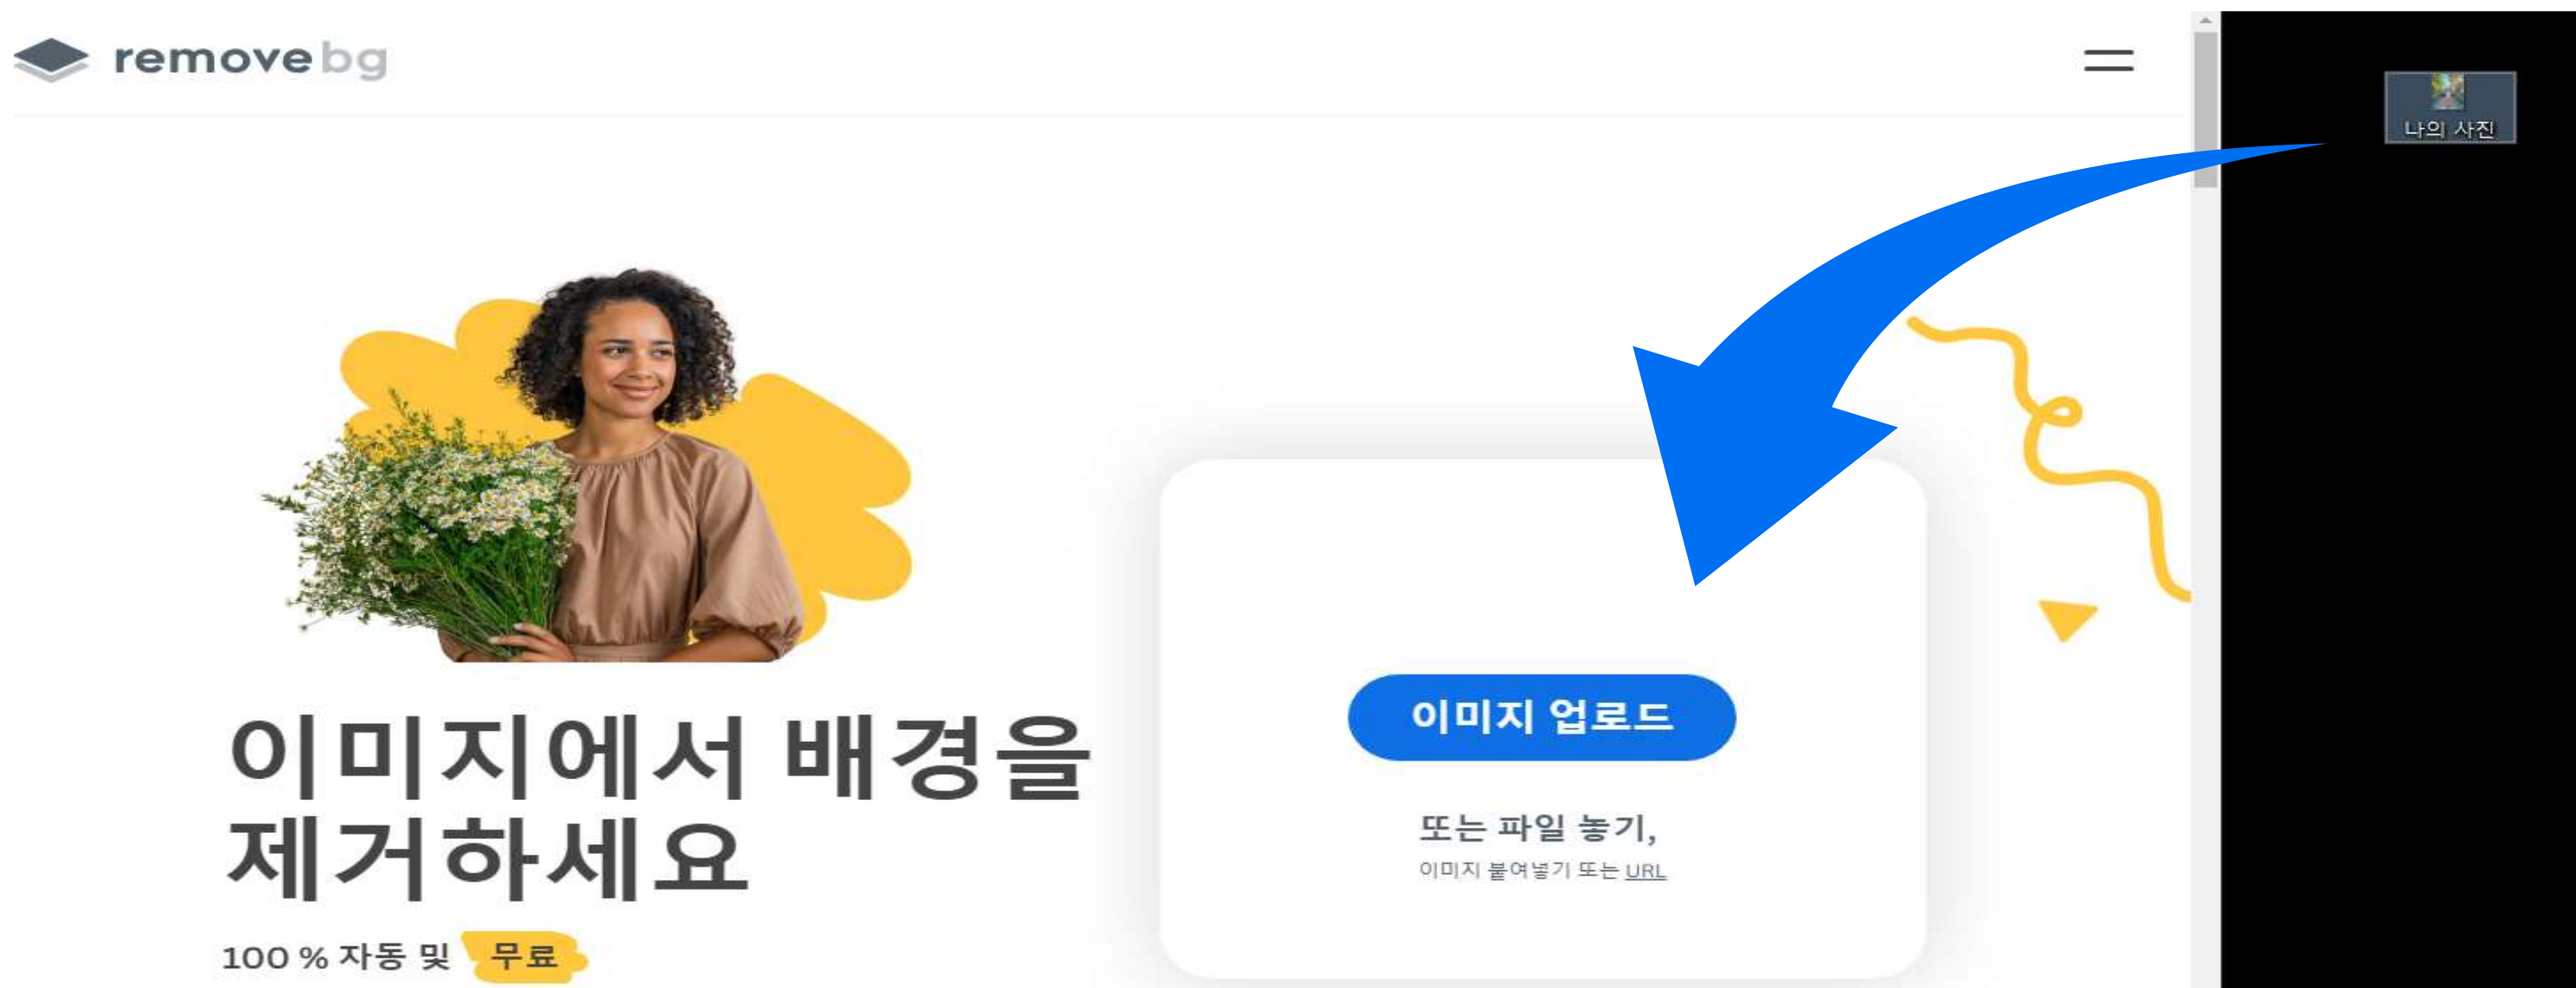 removebg
나의 사진
이미지에서 배경을
제거하세요
100 % 자동 및 무료
이미지 업로드
또는 파일 놓기,
이미지 붙여넣기 또는 URL